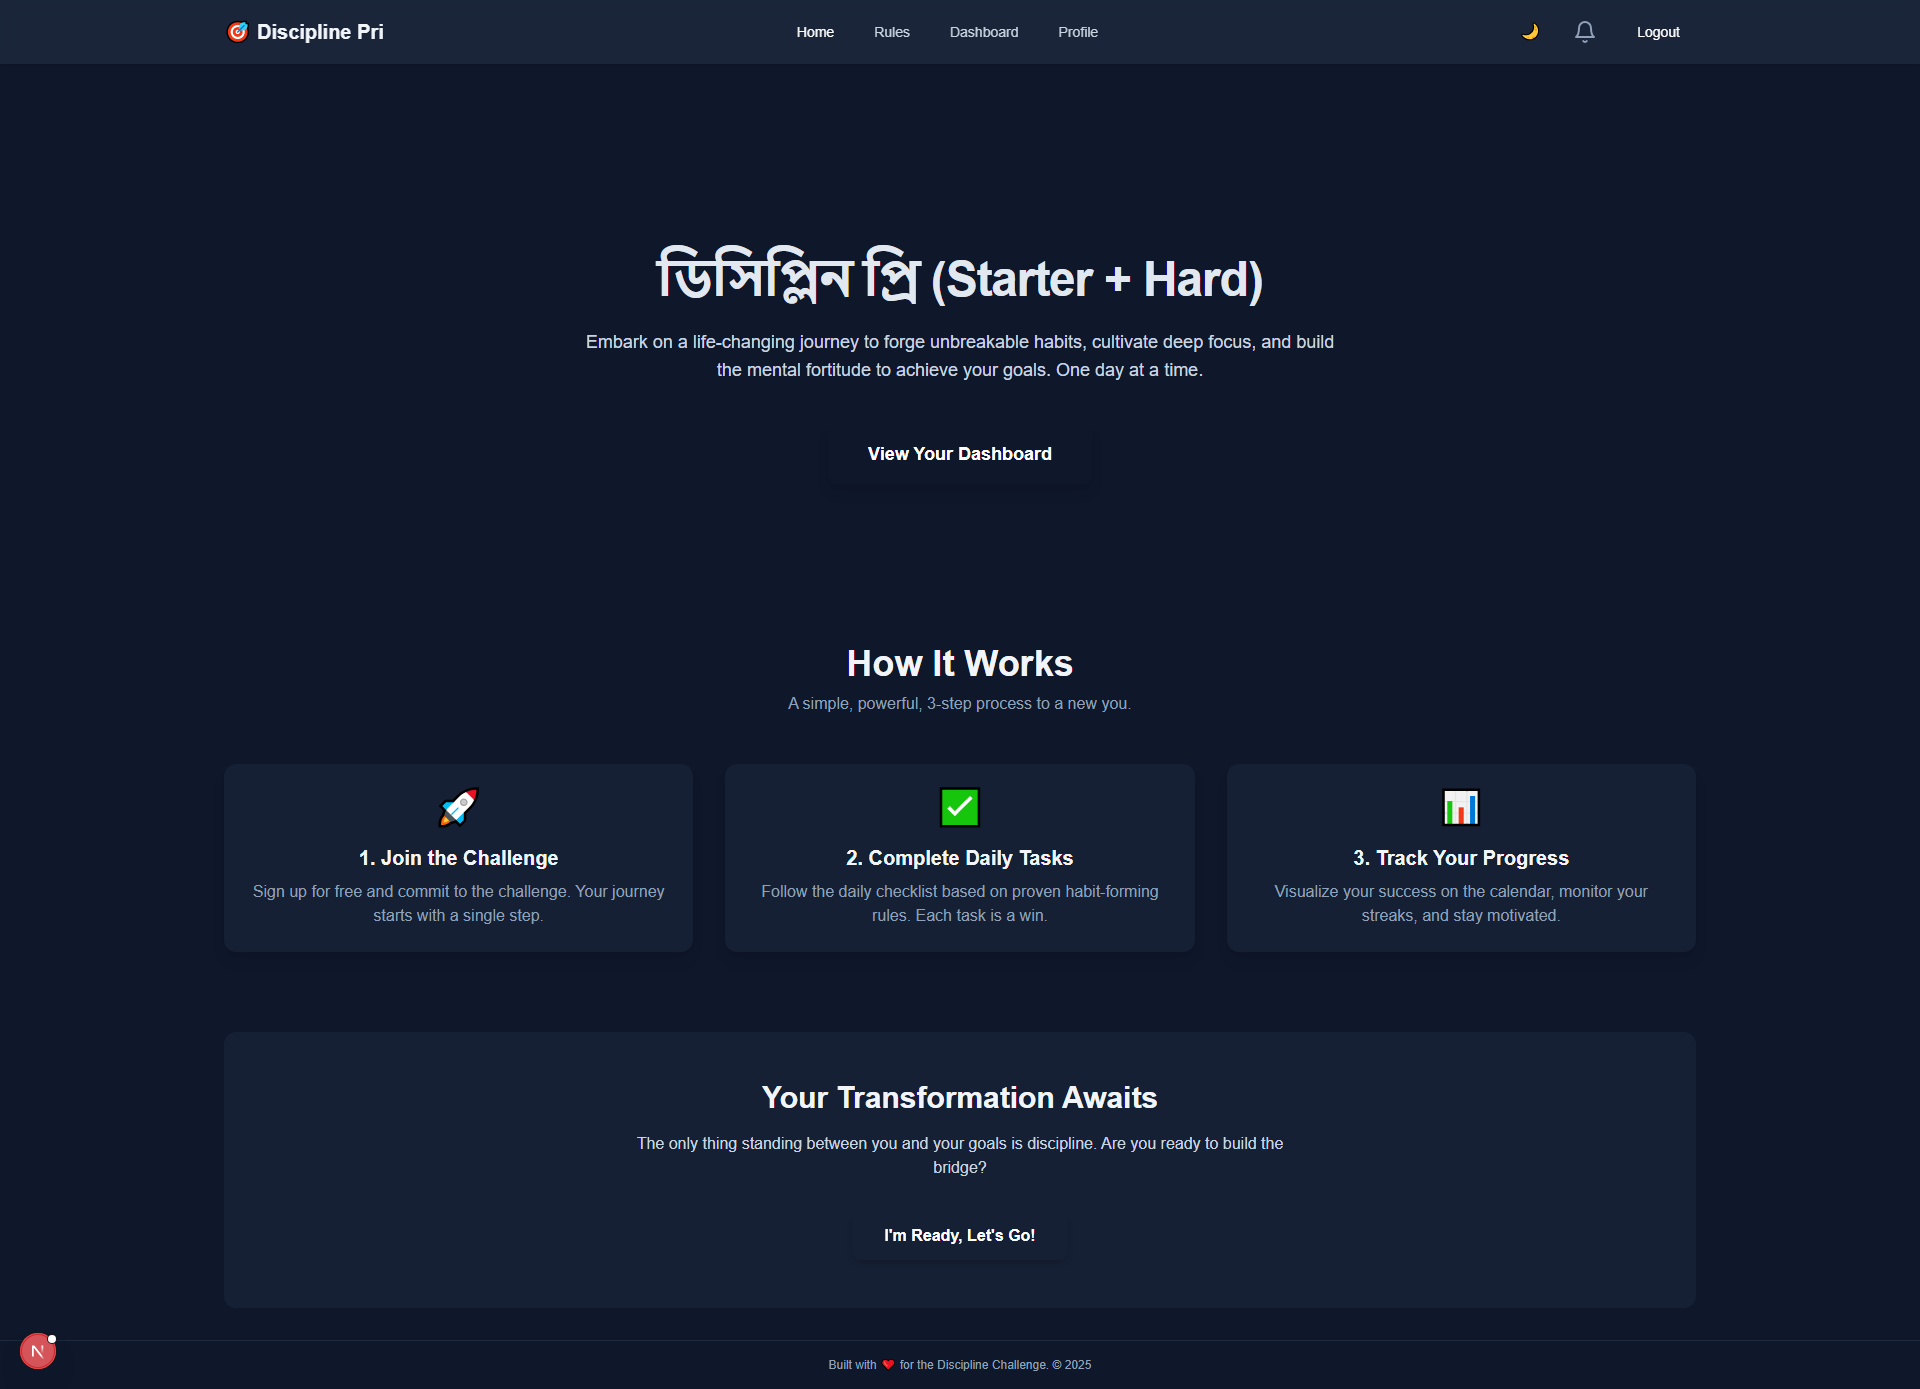 Discipline Pri
Home Rules Dashboard Profile
Logout
ডিসিপ্লিন প্রি (Starter + Hard)
Embark on a life-changing journey to forge unbreakable habits, cultivate deep focus, and build
the mental fortitude to achieve your goals. One day at a time.
View Your Dashboard
How It Works
A simple, powerful, 3-step process to a new you.
1. Join the Challenge
Sign up for free and commit to the challenge. Your journey
starts with a single step.
2. Complete Daily Tasks
Follow the daily checklist based on proven habit-forming
rules. Each task is a win.
3. Track Your Progress
Visualize your success on the calendar, monitor your
streaks, and stay motivated.
Your Transformation Awaits
The only thing standing between you and your goals is discipline. Are you ready to build the
bridge?
I'm Ready, Let's Go!
N
Built with ❤️ for the Discipline Challenge. © 2025